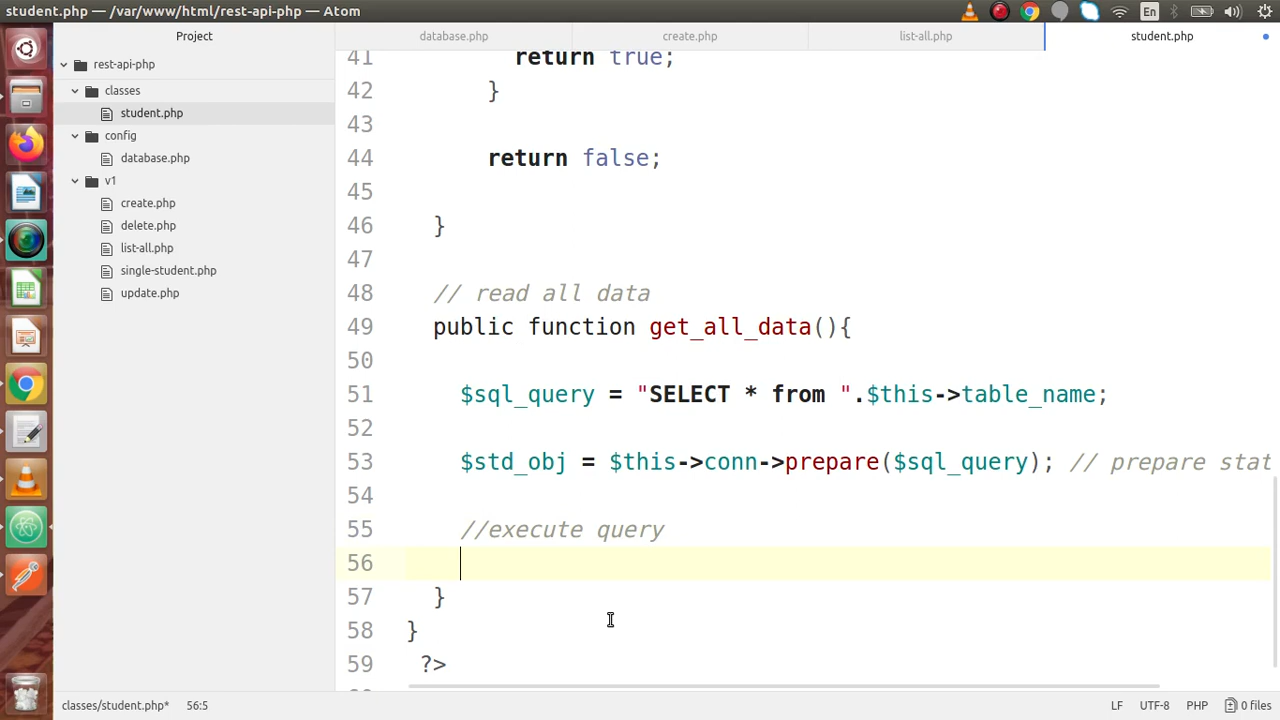 student.php — /var/www/html/rest-api-php — Atom
En
Project
database.php
create.php
list-all.php
student.php
rest-api-php
classes
student.php
config
database.php
v1
create.php
delete.php
list-all.php
single-student.php
update.php
41 return true;
42 }
43
44 return false;
45
46 }
47
48 // read all data
49 public function get_all_data(){
50
51 $sql_query = "SELECT * from ".$this->table_name;
52
53 $std_obj = $this->conn->prepare($sql_query); // prepare stat
54
55 //execute query
56
57 }
58 }
59 ?>
classes/student.php* 56:5
LF UTF-8 PHP 0 files